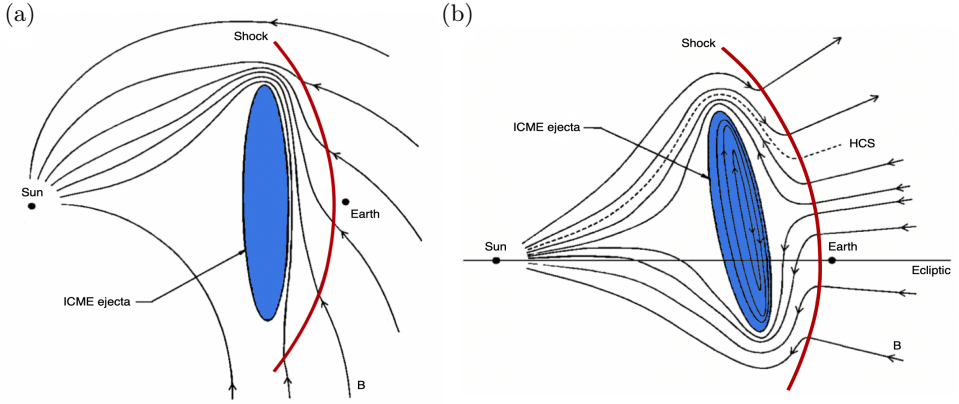 (a)
Shock
Sun
Earth
ICME ejecta
B
(b)
Shock
ICME ejecta
HCS
Sun
Earth
Ecliptic
B